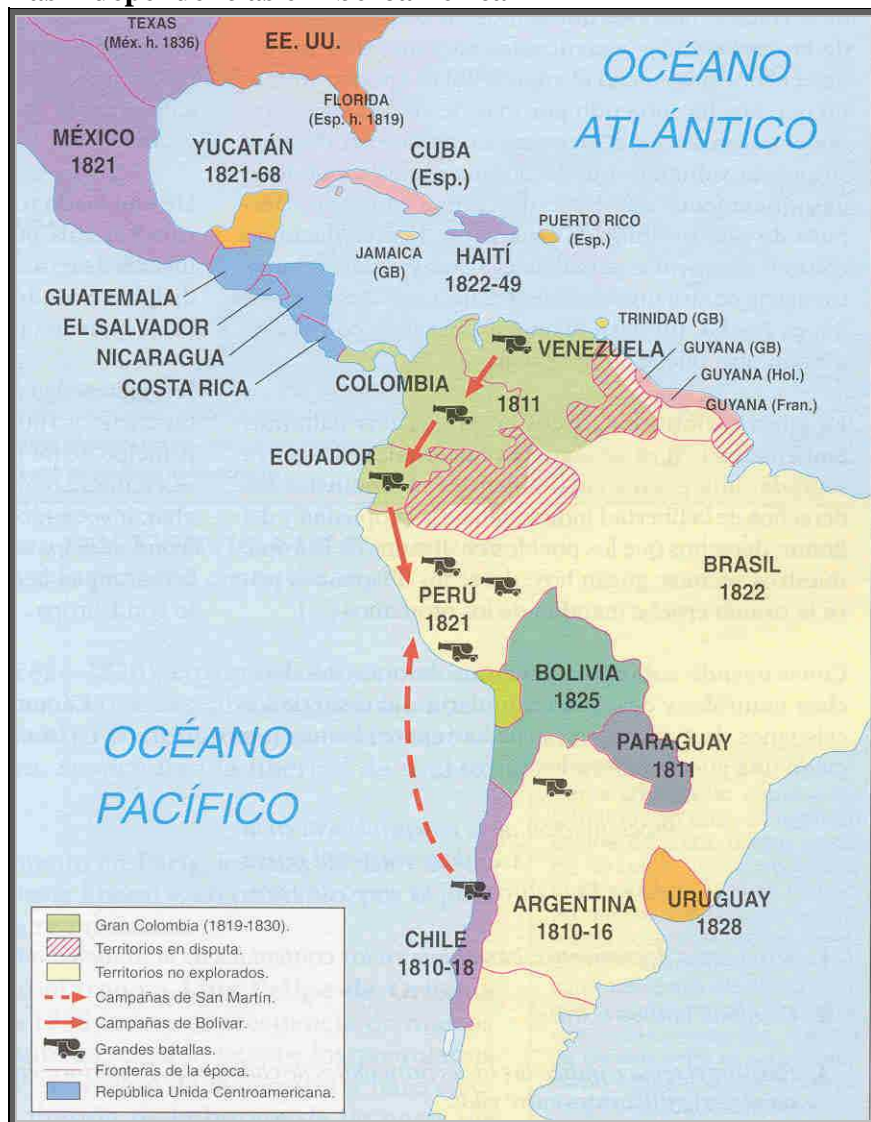 TEXAS
(Méx. h. 1836)
EE. UU.
OCÉANO
ATLÁNTICO
FLORIDA
(Esp. h. 1819)
MÉXICO
1821
YUCATÁN
1821-68
CUBA
(Esp.)
PUERTO RICO
(Esp.)
JAMAICA
(GB)
HAITÍ
1822-49
GUATEMALA
EL SALVADOR
NICARAGUA
COSTA RICA
TRINIDAD (GB)
VENEZUELA
GUYANA (GB)
GUYANA (Hol.)
GUYANA (Fran.)
COLOMBIA
1811
ECUADOR
PERÚ
1821
BRASIL
1822
BOLIVIA
1825
OCÉANO
PACÍFICO
PARAGUAY
1811
ARGENTINA
1810-16
URUGUAY
1828
CHILE
1810-18
Gran Colombia (1819-1830).
Territorios en disputa.
Territorios no explorados.
Campañas de San Martín.
Campañas de Bolívar.
Grandes batallas.
Fronteras de la época.
República Unida Centroamericana.